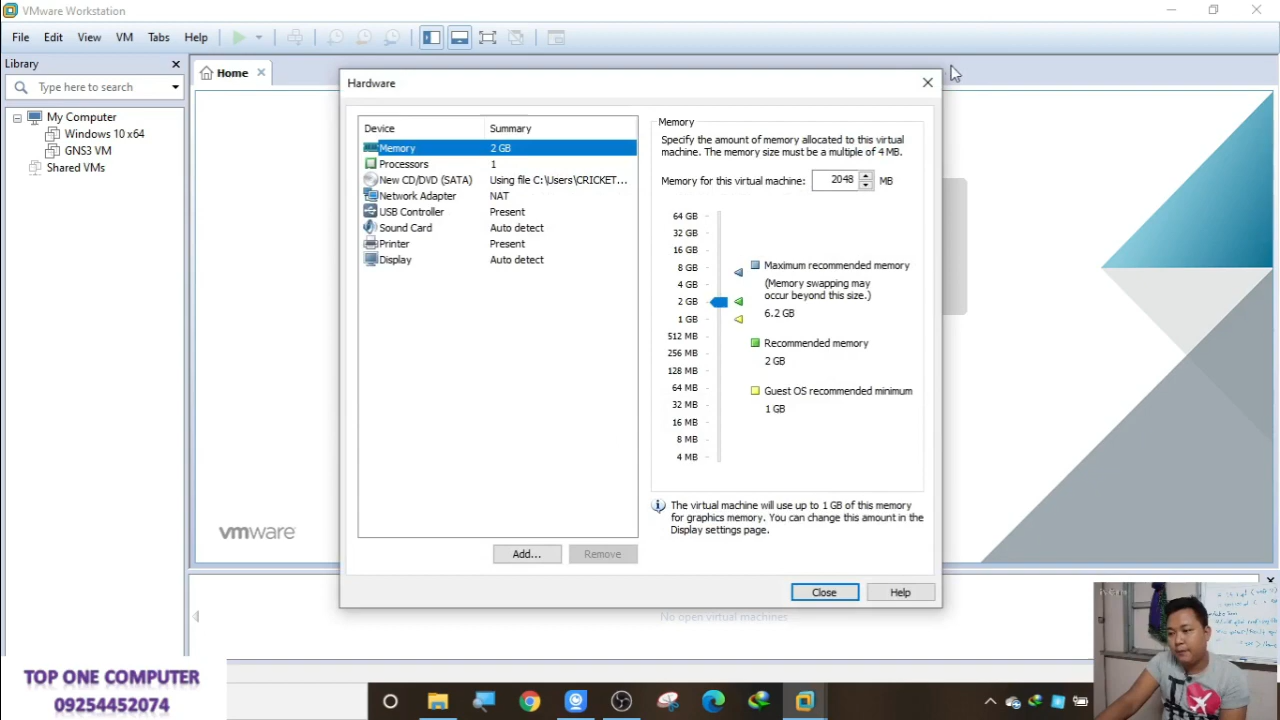 VMware Workstation
File Edit View VM Tabs Help
Library
Type here to search
My Computer
Windows 10 x64
GNS3 VM
Shared VMs
Home
Hardware
Device Summary
Memory 2 GB
Processors 1
New CD/DVD (SATA) Using file C:\Users\CRICKET...
Network Adapter NAT
USB Controller Present
Sound Card Auto detect
Printer Present
Display Auto detect
Add... Remove
Memory
Specify the amount of memory allocated to this virtual
machine. The memory size must be a multiple of 4 MB.
Memory for this virtual machine: 2048 MB
64 GB
32 GB
16 GB
8 GB
4 GB
2 GB
1 GB
512 MB
256 MB
128 MB
64 MB
32 MB
16 MB
8 MB
4 MB
Maximum recommended memory
(Memory swapping may
occur beyond this size.)
6.2 GB
Recommended memory
2 GB
Guest OS recommended minimum
1 GB
The virtual machine will use up to 1 GB of this memory
for graphics memory. You can change this amount in the
Display settings page.
Close Help
vmware
No open virtual machines
TOP ONE COMPUTER
09254452074